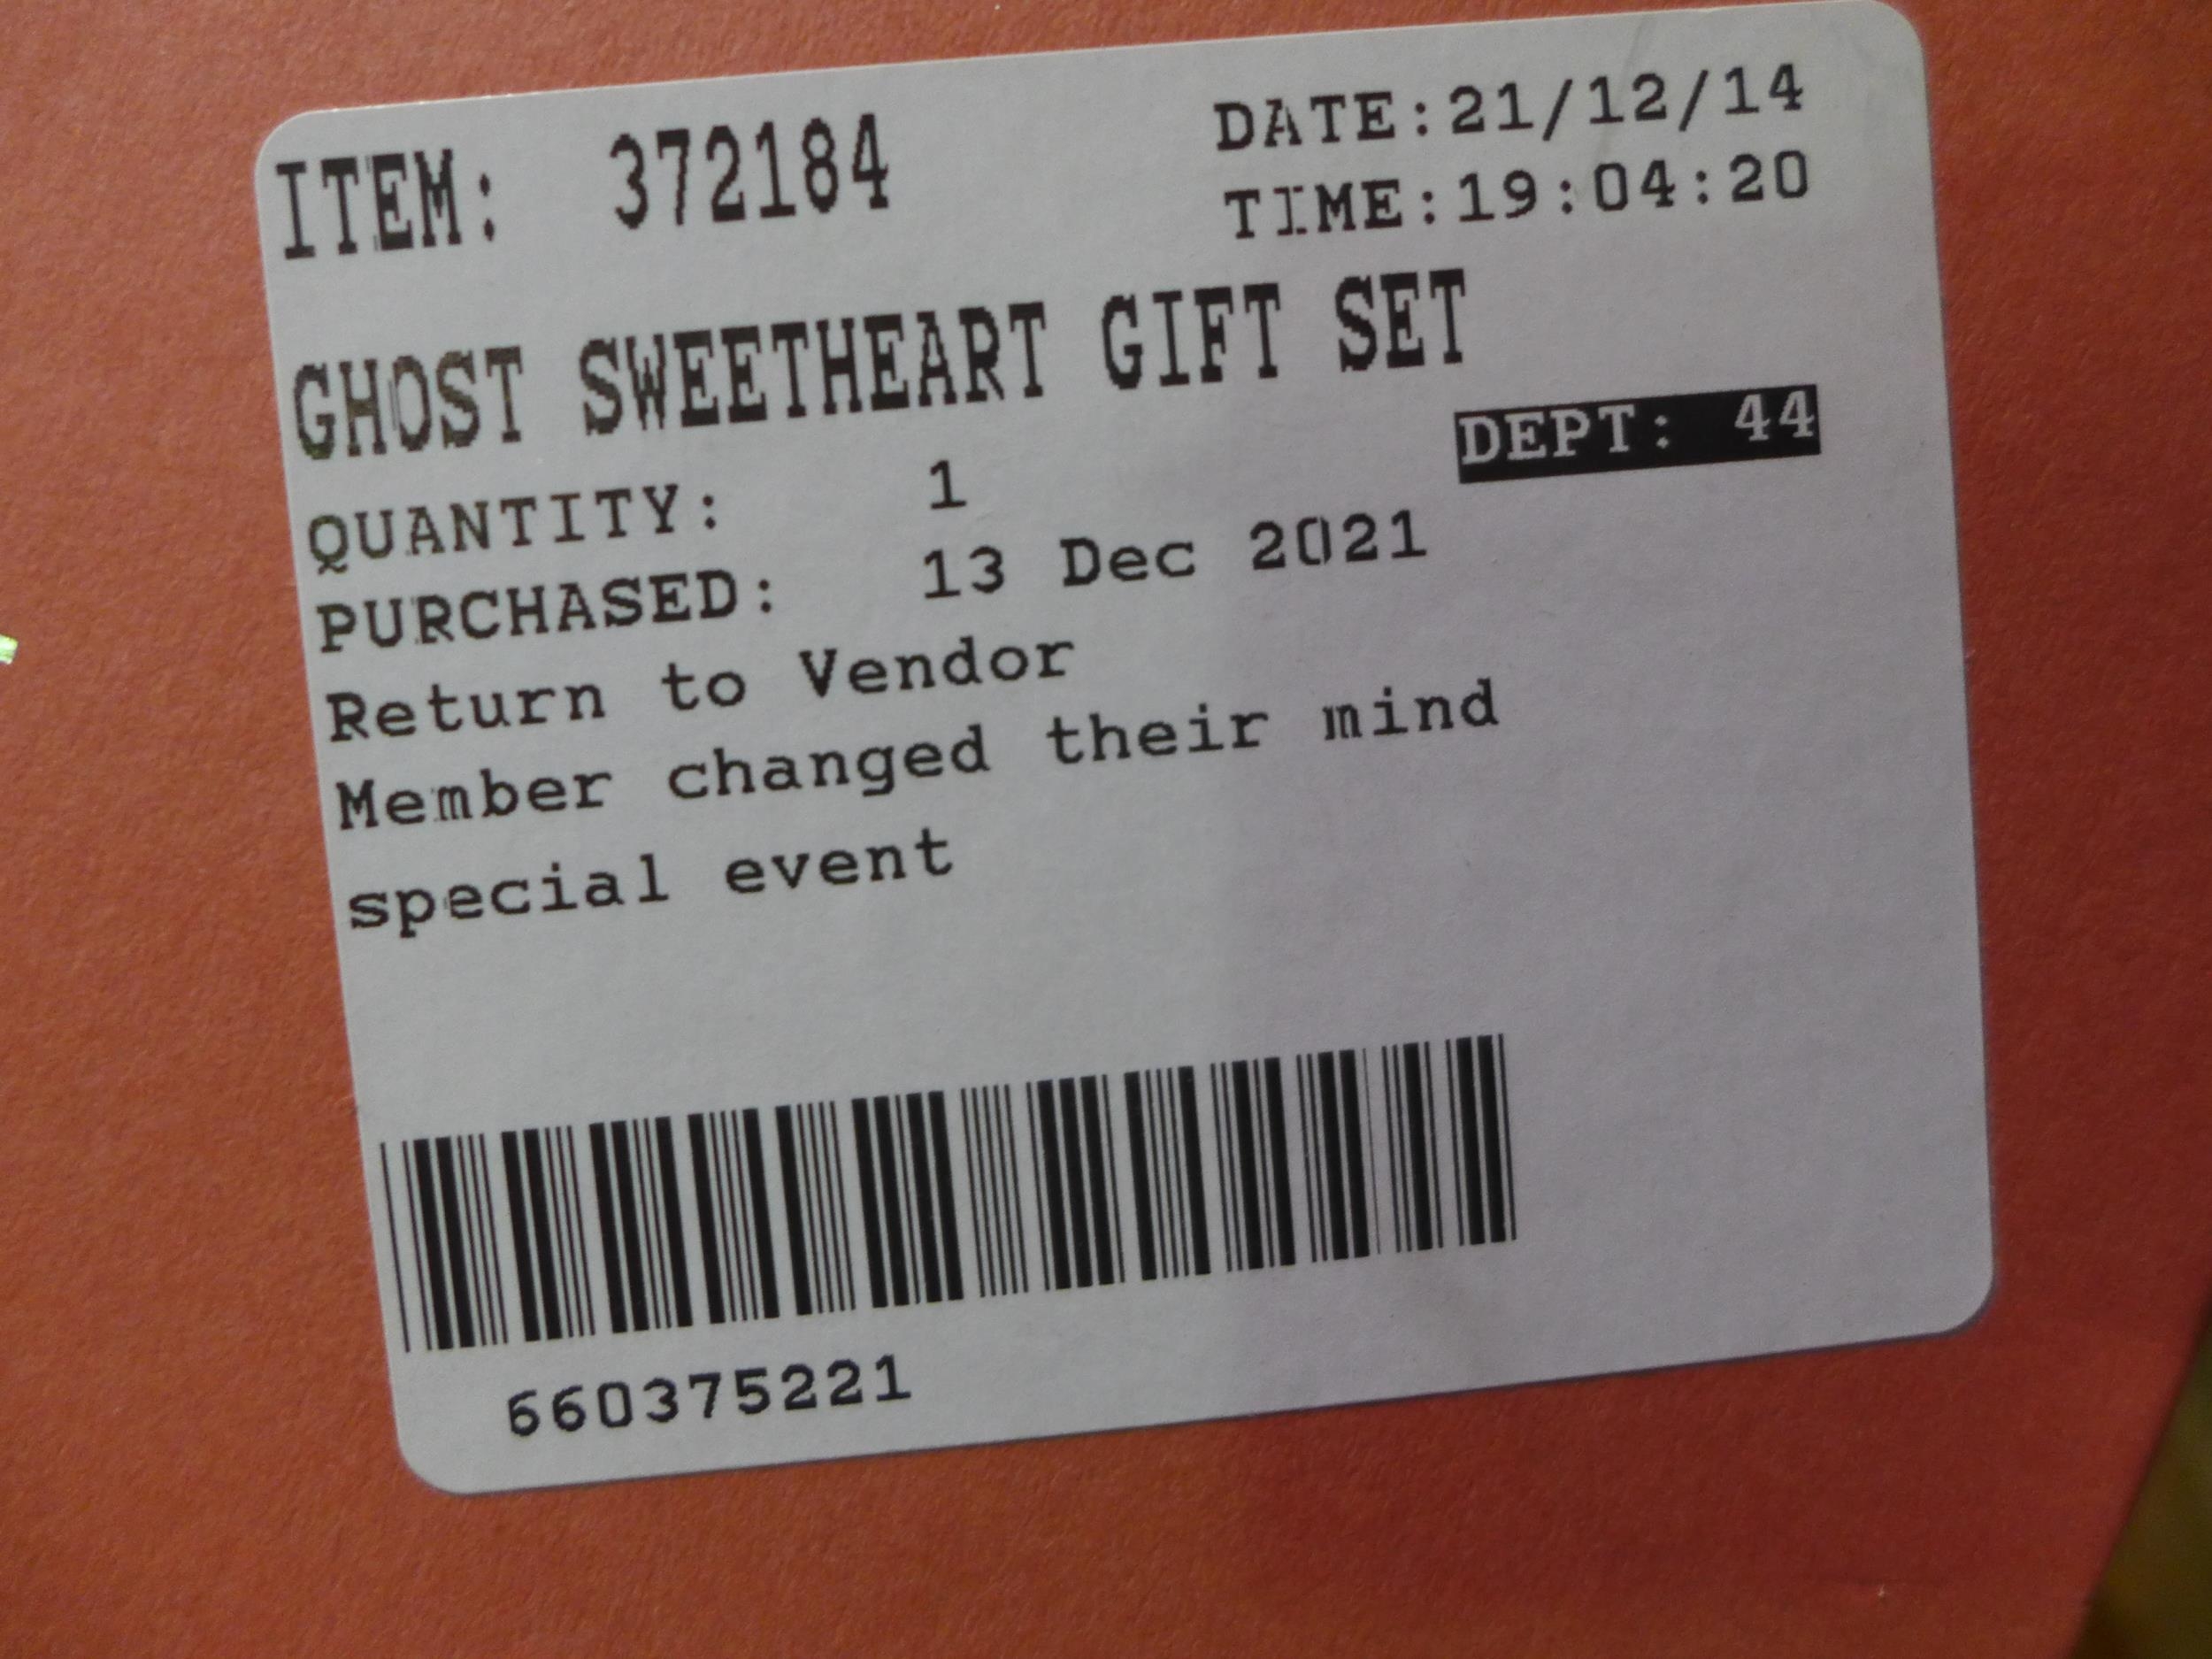 ITEM: 372184
DATE:21/12/14
TIME:19:04:20
GHOST SWEETHEART GIFT SET
DEPT: 44
QUANTITY: 1
PURCHASED: 13 Dec 2021
Return to Vendor
Member changed their mind
special event
660375221